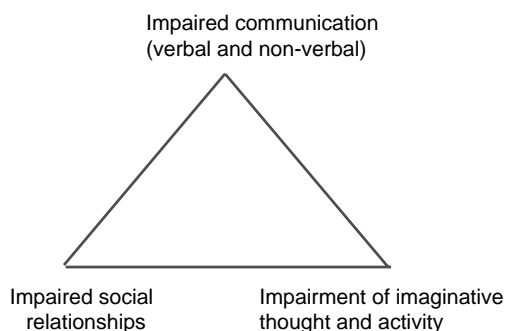 Impaired communication
(verbal and non-verbal)
Impaired social
relationships
Impairment of imaginative
thought and activity